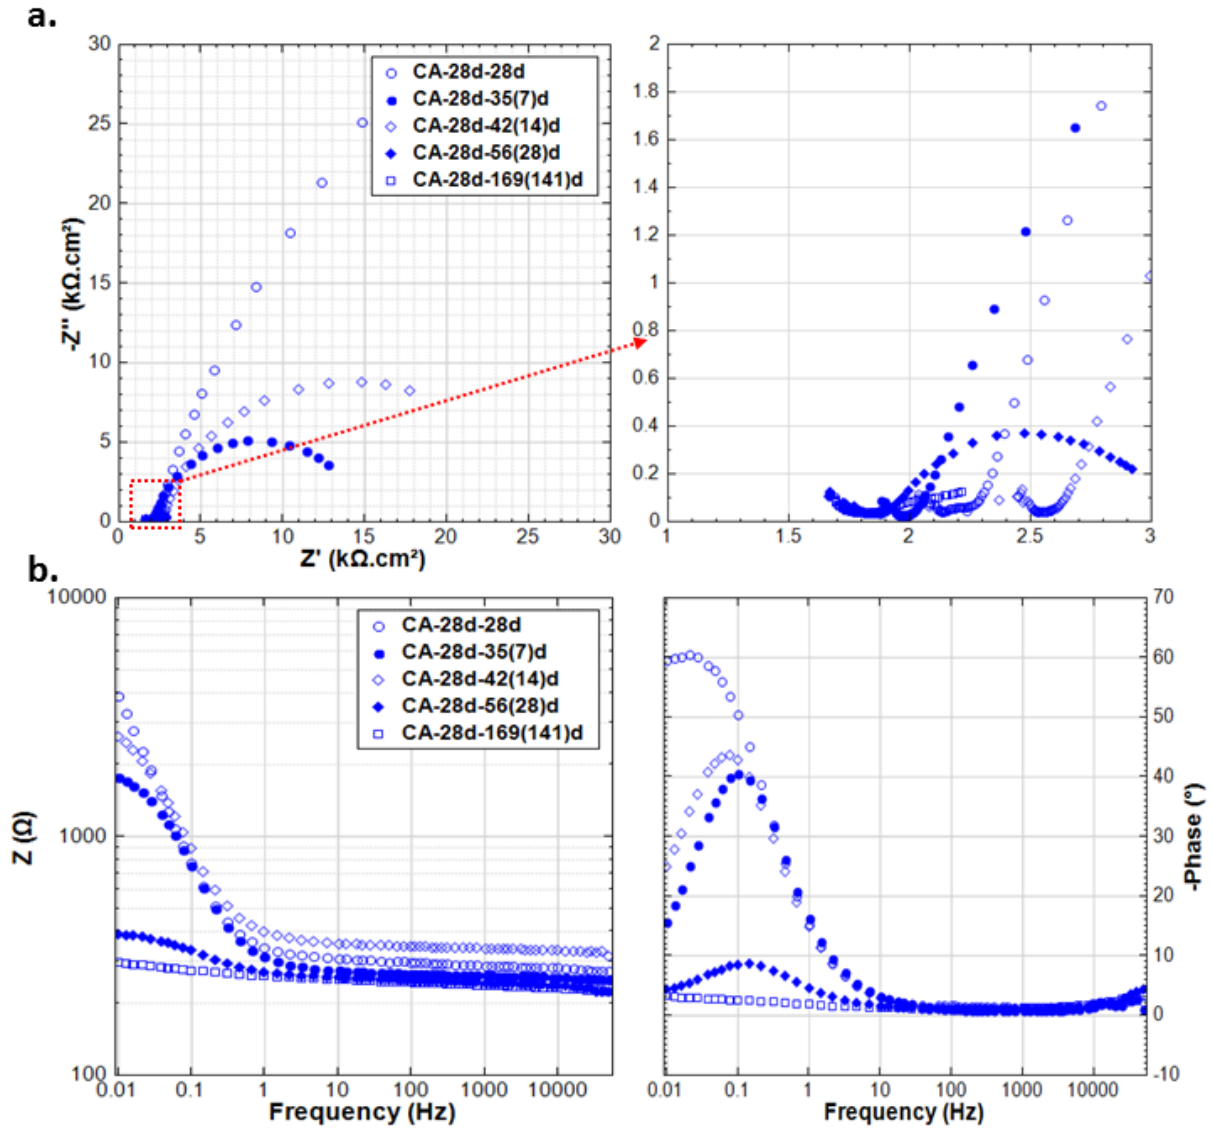 a.
30
25
20
15
10
5
0
0 5 10 15 20 25 30
-Z'' (kΩ.cm²)
Z' (kΩ.cm²)
CA-28d-28d
CA-28d-35(7)d
CA-28d-42(14)d
CA-28d-56(28)d
CA-28d-169(141)d
2
1.8
1.6
1.4
1.2
1
0.8
0.6
0.4
0.2
0
1 1.5 2 2.5 3
b.
10000
1000
100
0.01 0.1 1 10 100 1000 10000
Z (Ω)
Frequency (Hz)
CA-28d-28d
CA-28d-35(7)d
CA-28d-42(14)d
CA-28d-56(28)d
CA-28d-169(141)d
70
60
50
40
30
20
10
0
-10
0.01 0.1 1 10 100 1000 10000
-Phase (°)
Frequency (Hz)